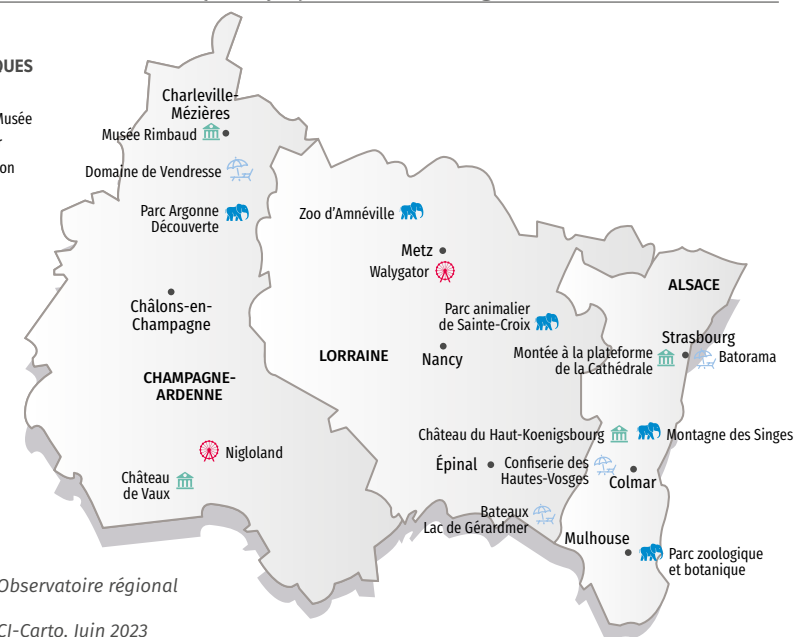 QUES
Musée
on
Charleville-
Mézières
Musée Rimbaud
Domaine de Vendresse
Parc Argonne
Découverte
Zoo d'Amnéville
Metz
Walygator
ALSACE
Châlons-en-
Champagne
Parc animalier
de Sainte-Croix
Strasbourg
LORRAINE
Nancy
Montée à la plateforme
de la Cathédrale
Batorama
CHAMPAGNE-
ARDENNE
Château du Haut-Koenigsbourg
Montagne des Singes
Nigloland
Épinal
Confiserie des
Hautes-Vosges
Colmar
Château
de Vaux
Bateaux
Lac de Gérardmer
Mulhouse
Parc zoologique
et botanique
Observatoire régional
CI-Carto. Juin 2023